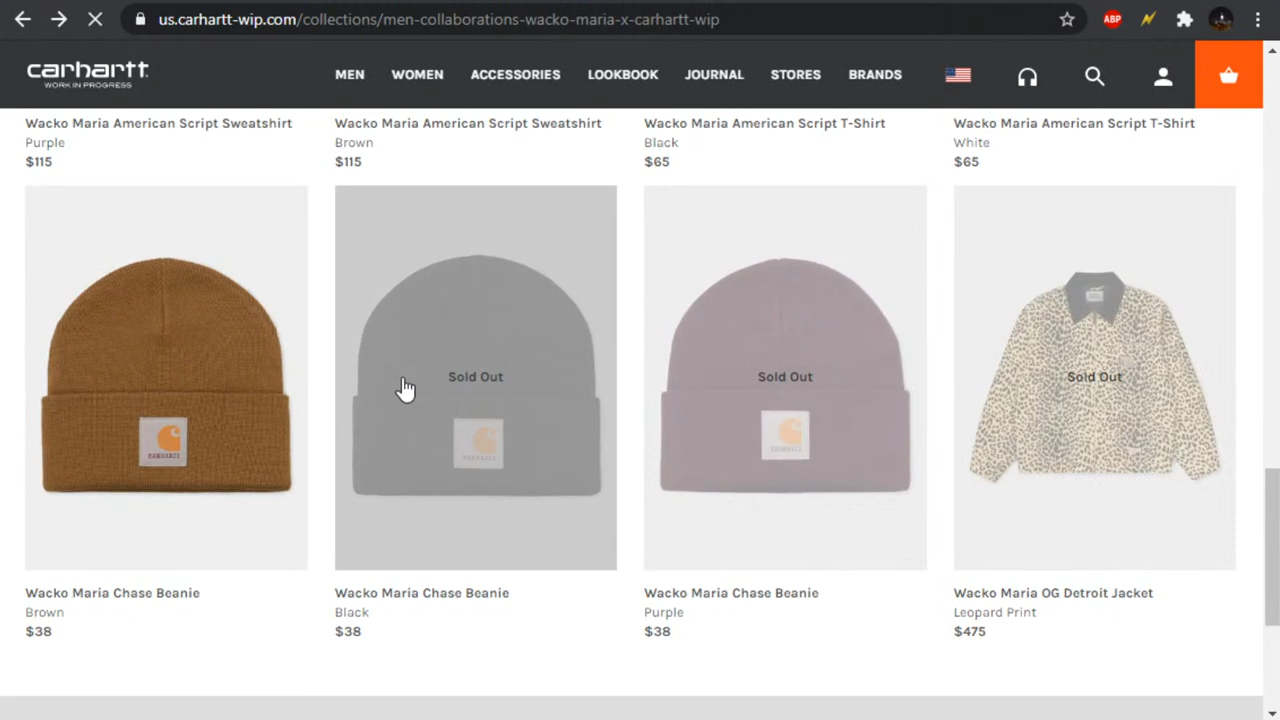 us.carhartt-wip.com/collections/men-collaborations-wacko-maria-x-carhartt-wip
ABP
carhartt
WORK IN PROGRESS
MEN WOMEN ACCESSORIES LOOKBOOK JOURNAL STORES BRANDS
Wacko Maria American Script Sweatshirt
Purple
$115
Wacko Maria American Script Sweatshirt
Brown
$115
Wacko Maria American Script T-Shirt
Black
$65
Wacko Maria American Script T-Shirt
White
$65
Sold Out
Sold Out
Sold Out
Wacko Maria Chase Beanie
Brown
$38
Wacko Maria Chase Beanie
Black
$38
Wacko Maria Chase Beanie
Purple
$38
Wacko Maria OG Detroit Jacket
Leopard Print
$475